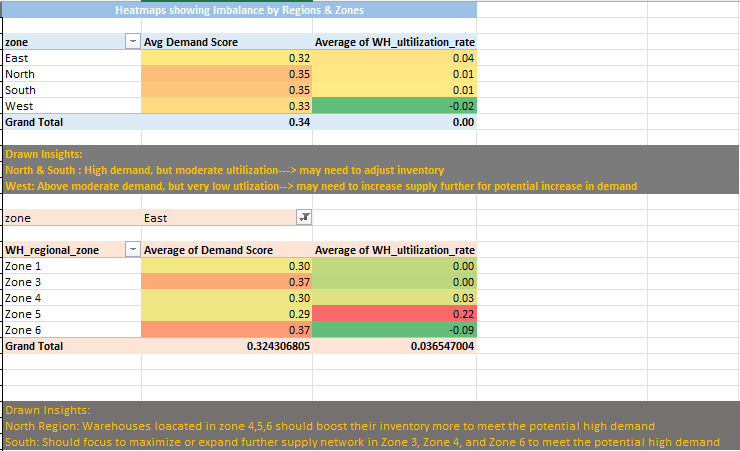 Heatmaps showing Imbalance by Regions & Zones
zone Avg Demand Score Average of WH_ultilization_rate
East 0.32 0.04
North 0.35 0.01
South 0.35 0.01
West 0.33 -0.02
Grand Total 0.34 0.00
Drawn Insights:
North & South : High demand, but moderate ultilization---> may need to adjust inventory
West: Above moderate demand, but very low utlization--> may need to increase supply further for potential increase in demand
zone East
WH_regional_zone Average of Demand Score Average of WH_ultilization_rate
Zone 1 0.30 0.00
Zone 3 0.37 0.00
Zone 4 0.30 0.03
Zone 5 0.29 0.22
Zone 6 0.37 -0.09
Grand Total 0.324306805 0.036547004
Drawn Insights:
North Region: Warehouses loacated in zone 4,5,6 should boost their inventory more to meet the potential high demand
South: Should focus to maximize or expand further supply network in Zone 3, Zone 4, and Zone 6 to meet the potential high demand